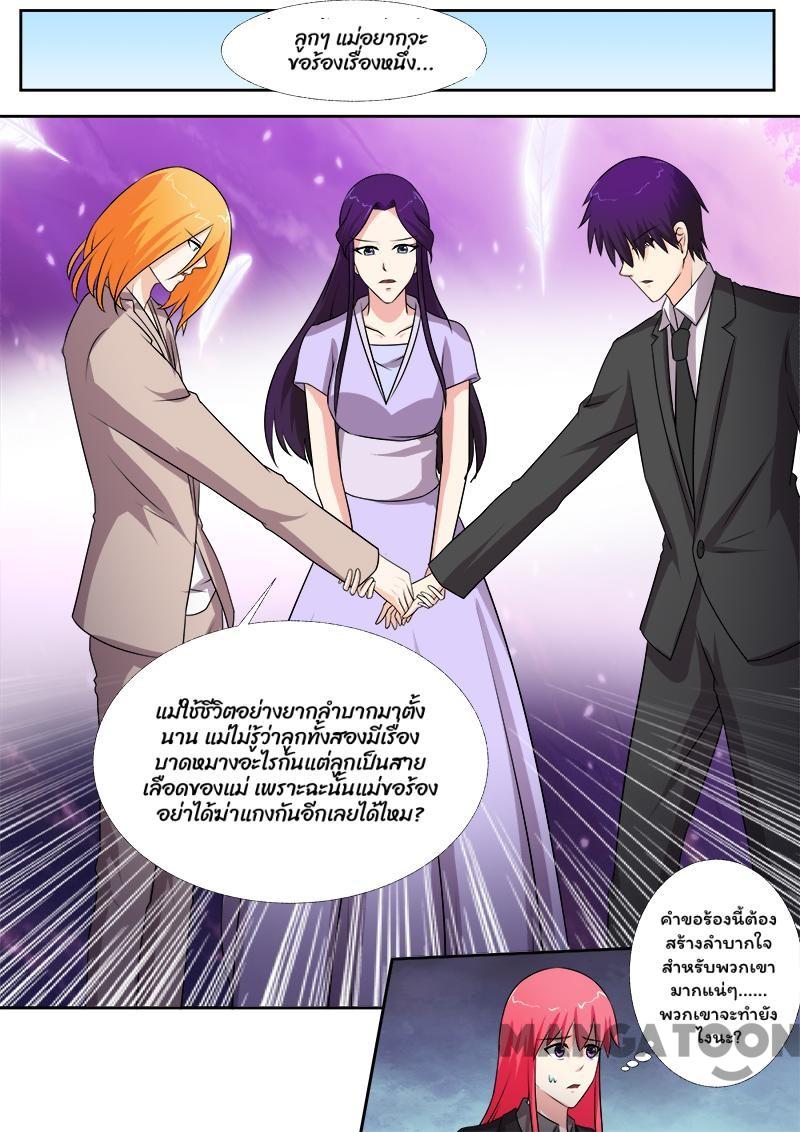 ลูกๆ แม่อยากจะ
ขอร้องเรื่องหนึ่ง...
แม่ใช้ชีวิตอย่างยากลำบากมาตั้ง
นาน แม่ไม่รู้ว่าลูกทั้งสองมีเรื่อง
บาดหมางอะไรกันแต่ลูกเป็นสาย
เลือดของแม่ เพราะฉะนั้นแม่ขอร้อง
อย่าได้ฆ่าแกงกันอีกเลยได้ไหม?
คำขอร้องนี้ต้อง
สร้างลำบากใจ
สำหรับพวกเขา
มากแน่ๆ......
พวกเขาจะทำยัง
ไงนะ?
MANGATOON